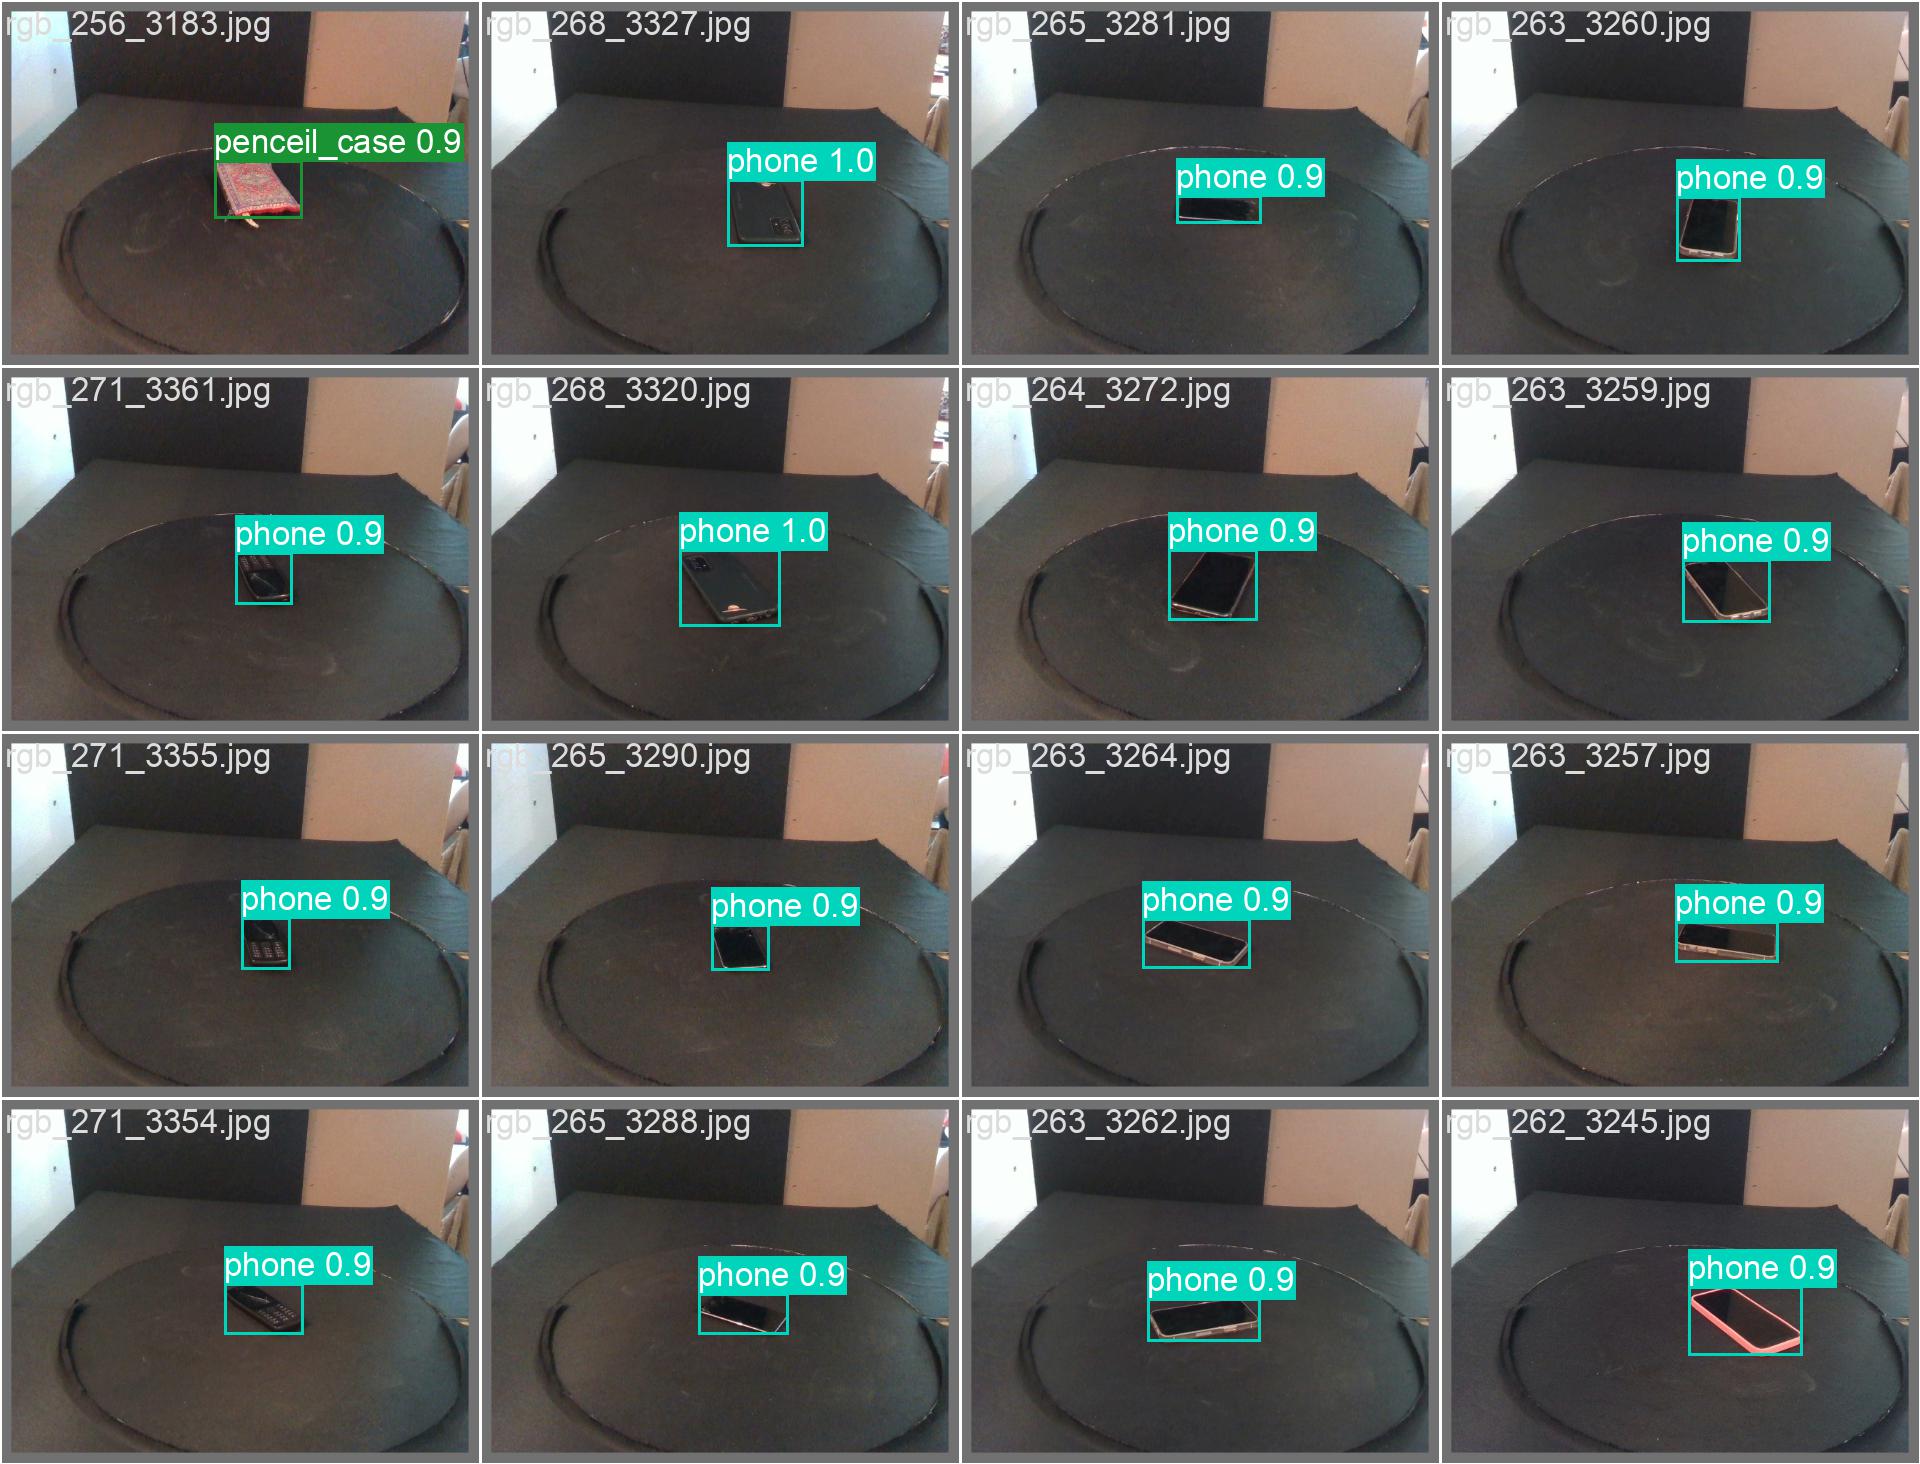 rgb_256_3183.jpg
penceil_case 0.9
rgb_268_3327.jpg
phone 1.0
rgb_265_3281.jpg
phone 0.9
rgb_263_3260.jpg
phone 0.9
rgb_271_3361.jpg
phone 0.9
rgb_268_3320.jpg
phone 1.0
rgb_264_3272.jpg
phone 0.9
rgb_263_3259.jpg
phone 0.9
rgb_271_3355.jpg
phone 0.9
rgb_265_3290.jpg
phone 0.9
rgb_263_3264.jpg
phone 0.9
rgb_263_3257.jpg
phone 0.9
rgb_271_3354.jpg
phone 0.9
rgb_265_3288.jpg
phone 0.9
rgb_263_3262.jpg
phone 0.9
rgb_262_3245.jpg
phone 0.9